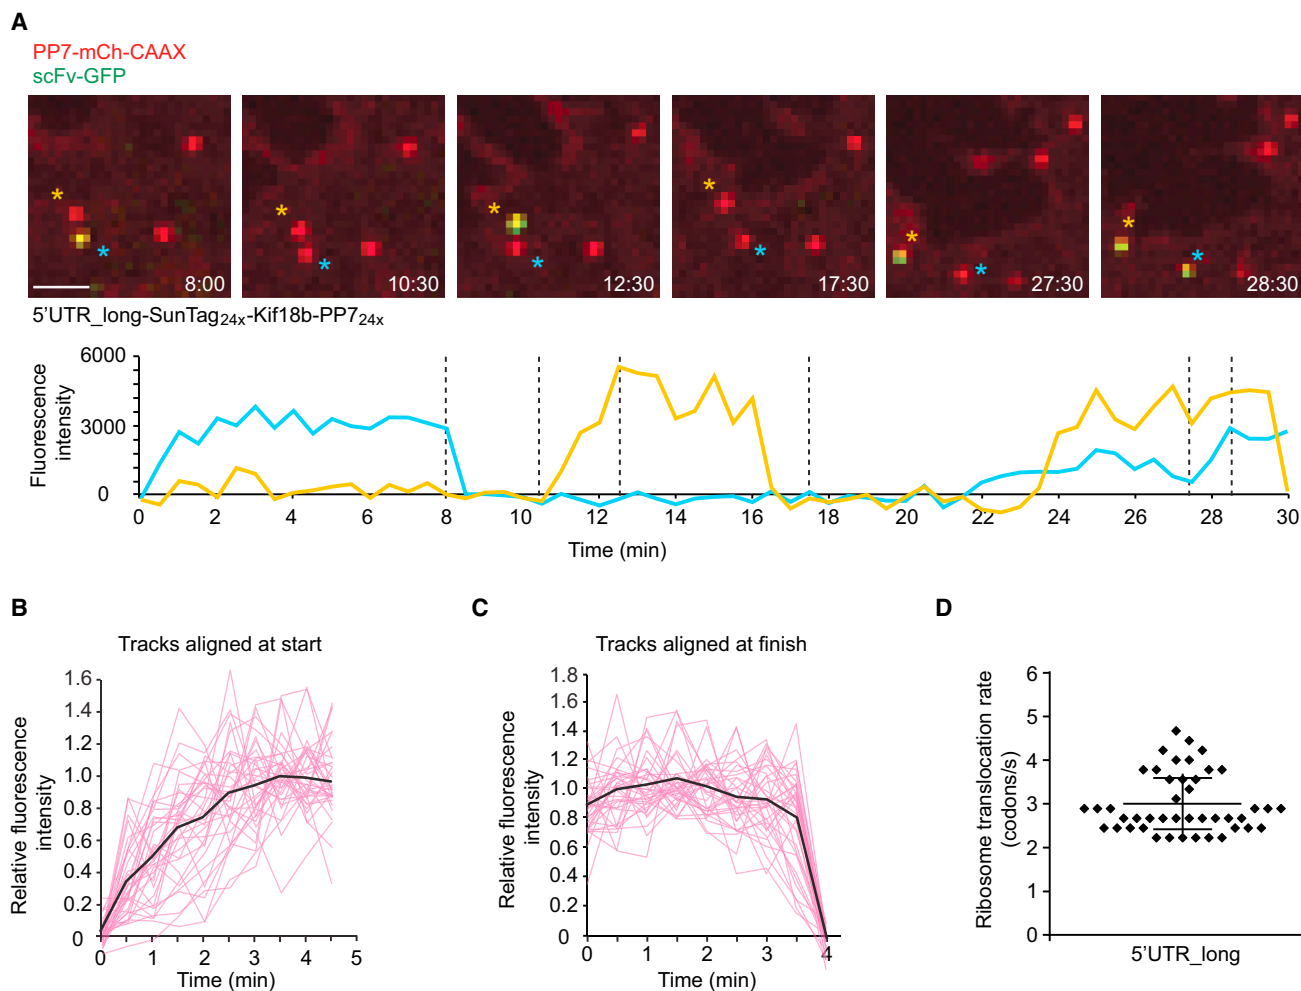 A
PP7-mCh-CAAX
scFv-GFP
* * * * * * * * * * * *
8:00 10:30 12:30 17:30 27:30 28:30
5'UTR_long-SunTag24x-Kif18b-PP724x
Fluorescence
intensity
6000
3000
0
0 2 4 6 8 10 12 14 16 18 20 22 24 26 28 30
Time (min)
B
Tracks aligned at start
Relative fluorescence
intensity
1.6
1.4
1.2
1.0
0.8
0.6
0.4
0.2
0
0 1 2 3 4 5
Time (min)
C
Tracks aligned at finish
Relative fluorescence
intensity
1.8
1.6
1.4
1.2
1.0
0.8
0.6
0.4
0.2
0
0 1 2 3 4
Time (min)
D
Ribosome translocation rate
(codons/s)
6
5
4
3
2
1
0
5'UTR_long